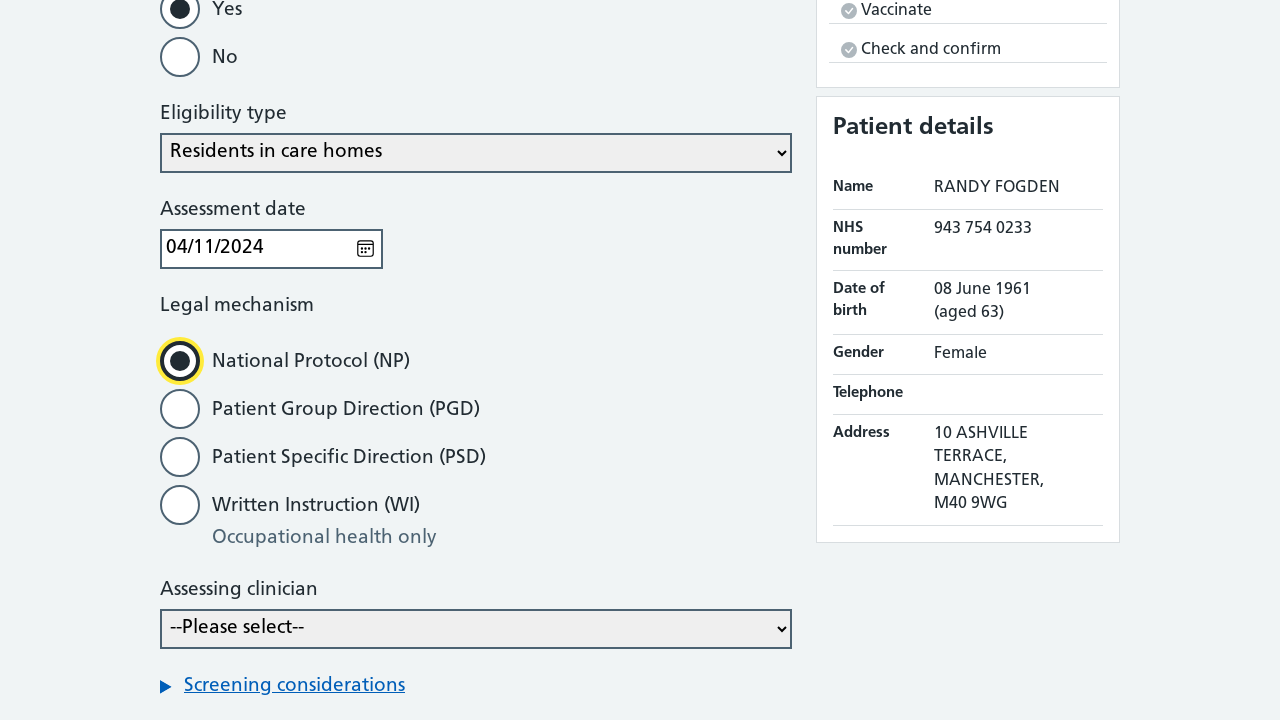 Yes
No
Eligibility type
Residents in care homes
Assessment date
04/11/2024
Legal mechanism
National Protocol (NP)
Patient Group Direction (PGD)
Patient Specific Direction (PSD)
Written Instruction (WI)
Occupational health only
Assessing clinician
--Please select--
Screening considerations
Vaccinate
Check and confirm
Patient details
Name RANDY FOGDEN
NHS number 943 754 0233
Date of birth 08 June 1961
(aged 63)
Gender Female
Telephone
Address 10 ASHVILLE
TERRACE,
MANCHESTER,
M40 9WG